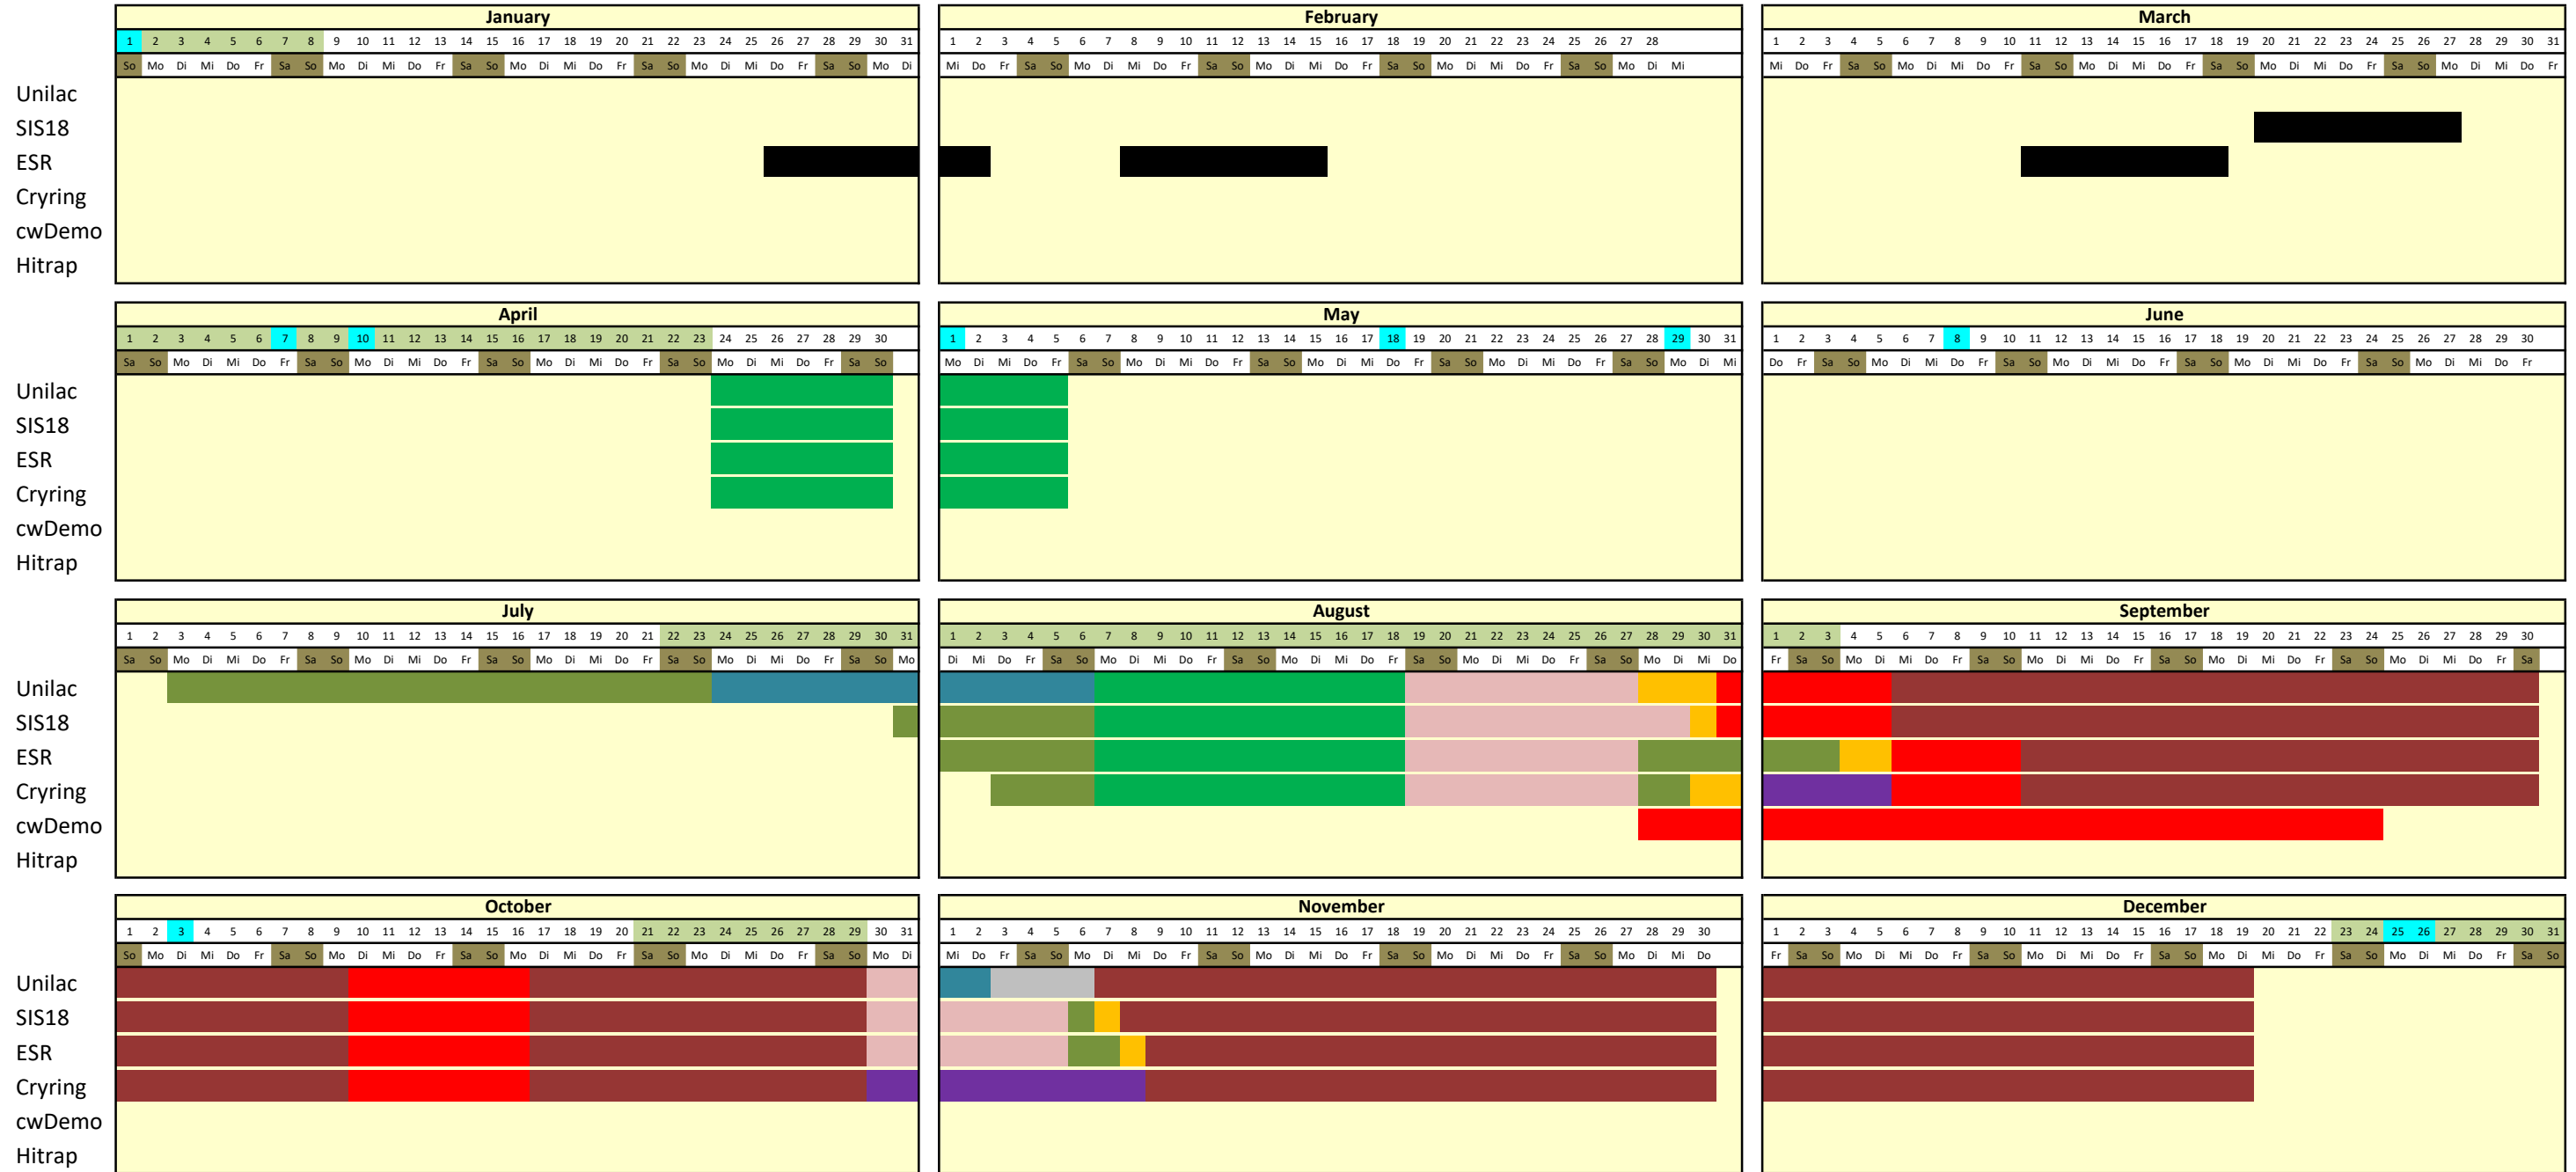 January February March
1 2 3 4 5 6 7 8 9 10 11 12 13 14 15 16 17 18 19 20 21 22 23 24 25 26 27 28 29 30 31 1 2 3 4 5 6 7 8 9 10 11 12 13 14 15 16 17 18 19 20 21 22 23 24 25 26 27 28 1 2 3 4 5 6 7 8 9 10 11 12 13 14 15 16 17 18 19 20 21 22 23 24 25 26 27 28 29 30 31
So Mo Di Mi Do Fr Sa So Mo Di Mi Do Fr Sa So Mo Di Mi Do Fr Sa So Mo Di Mi Do Fr Sa So Mo Di Mi Do Fr Sa So Mo Di Mi Do Fr Sa So Mo Di Mi Do Fr Sa So Mo Di Mi Do Fr Sa So Mo Di Mi Mi Do Fr Sa So Mo Di Mi Do Fr Sa So Mo Di Mi Do Fr Sa So Mo Di Mi Do Fr Sa So Mo Di Mi Do Fr
Unilac
SIS18
ESR
Cryring
cwDemo
Hitrap
April May June
1 2 3 4 5 6 7 8 9 10 11 12 13 14 15 16 17 18 19 20 21 22 23 24 25 26 27 28 29 30 1 2 3 4 5 6 7 8 9 10 11 12 13 14 15 16 17 18 19 20 21 22 23 24 25 26 27 28 29 30 31 1 2 3 4 5 6 7 8 9 10 11 12 13 14 15 16 17 18 19 20 21 22 23 24 25 26 27 28 29 30
Sa So Mo Di Mi Do Fr Sa So Mo Di Mi Do Fr Sa So Mo Di Mi Do Fr Sa So Mo Di Mi Do Fr Sa So Mo Di Mi Do Fr Sa So Mo Di Mi Do Fr Sa So Mo Di Mi Do Fr Sa So Mo Di Mi Do Fr Sa So Mo Di Mi Do Fr Sa So Mo Di Mi Do Fr Sa So Mo Di Mi Do Fr Sa So Mo Di Mi Do Fr Sa So Mo Di Mi Do Fr
Unilac
SIS18
ESR
Cryring
cwDemo
Hitrap
July August September
1 2 3 4 5 6 7 8 9 10 11 12 13 14 15 16 17 18 19 20 21 22 23 24 25 26 27 28 29 30 31 1 2 3 4 5 6 7 8 9 10 11 12 13 14 15 16 17 18 19 20 21 22 23 24 25 26 27 28 29 30 31 1 2 3 4 5 6 7 8 9 10 11 12 13 14 15 16 17 18 19 20 21 22 23 24 25 26 27 28 29 30
Sa So Mo Di Mi Do Fr Sa So Mo Di Mi Do Fr Sa So Mo Di Mi Do Fr Sa So Mo Di Mi Do Fr Sa So Mo Di Mi Do Fr Sa So Mo Di Mi Do Fr Sa So Mo Di Mi Do Fr Sa So Mo Di Mi Do Fr Sa So Mo Di Mi Do Fr Sa So Mo Di Mi Do Fr Sa So Mo Di Mi Do Fr Sa So Mo Di Mi Do Fr Sa So Mo Di Mi Do Fr Sa
Unilac
SIS18
ESR
Cryring
cwDemo
Hitrap
October November December
1 2 3 4 5 6 7 8 9 10 11 12 13 14 15 16 17 18 19 20 21 22 23 24 25 26 27 28 29 30 31 1 2 3 4 5 6 7 8 9 10 11 12 13 14 15 16 17 18 19 20 21 22 23 24 25 26 27 28 29 30 1 2 3 4 5 6 7 8 9 10 11 12 13 14 15 16 17 18 19 20 21 22 23 24 25 26 27 28 29 30 31
So Mo Di Mi Do Fr Sa So Mo Di Mi Do Fr Sa So Mo Di Mi Do Fr Sa So Mo Di Mi Do Fr Sa So Mo Di Mi Do Fr Sa So Mo Di Mi Do Fr Sa So Mo Di Mi Do Fr Sa So Mo Di Mi Do Fr Sa So Mo Di Mi Do Fr Sa So Mo Di Mi Do Fr Sa So Mo Di Mi Do Fr Sa So Mo Di Mi Do Fr Sa So Mo Di Mi Do Fr Sa So
Unilac
SIS18
ESR
Cryring
cwDemo
Hitrap